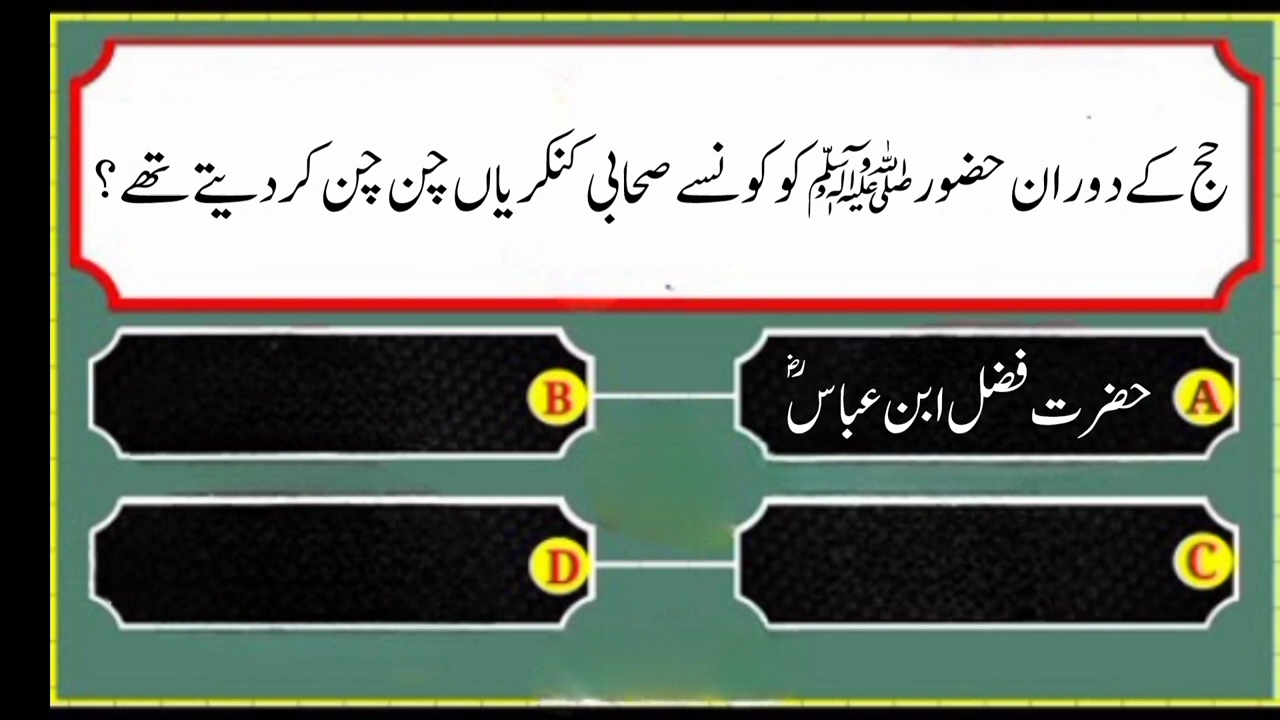 حج کے دوران حضور ﷺ کو کونسے صحابی کنکریاں چن چن کر دیتے تھے ؟
A حضرت فضل ابن عباسؓ
B
C
D